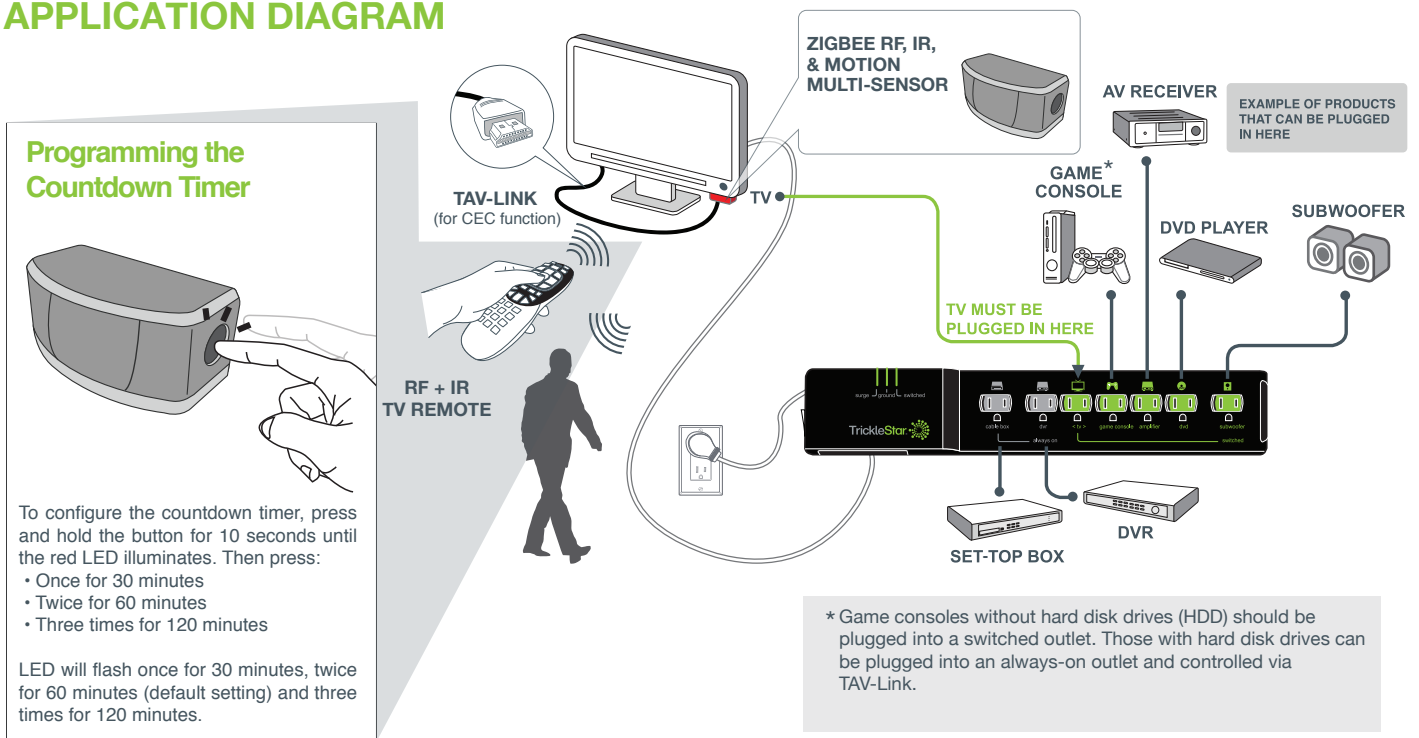 APPLICATION DIAGRAM
Programming the
Countdown Timer
To configure the countdown timer, press
and hold the button for 10 seconds until
the red LED illuminates. Then press:
• Once for 30 minutes
• Twice for 60 minutes
• Three times for 120 minutes
LED will flash once for 30 minutes, twice
for 60 minutes (default setting) and three
times for 120 minutes.
TAV-LINK
(for CEC function)
RF + IR
TV REMOTE
TV
ZIGBEE RF, IR,
& MOTION
MULTI-SENSOR
AV RECEIVER
EXAMPLE OF PRODUCTS
THAT CAN BE PLUGGED
IN HERE
GAME*
CONSOLE
DVD PLAYER
SUBWOOFER
TV MUST BE
PLUGGED IN HERE
surge ground switched
TrickleStar
cable box dvr < tv > game console amplifier dvd subwoofer
always on switched
SET-TOP BOX
DVR
* Game consoles without hard disk drives (HDD) should be
plugged into a switched outlet. Those with hard disk drives can
be plugged into an always-on outlet and controlled via
TAV-Link.